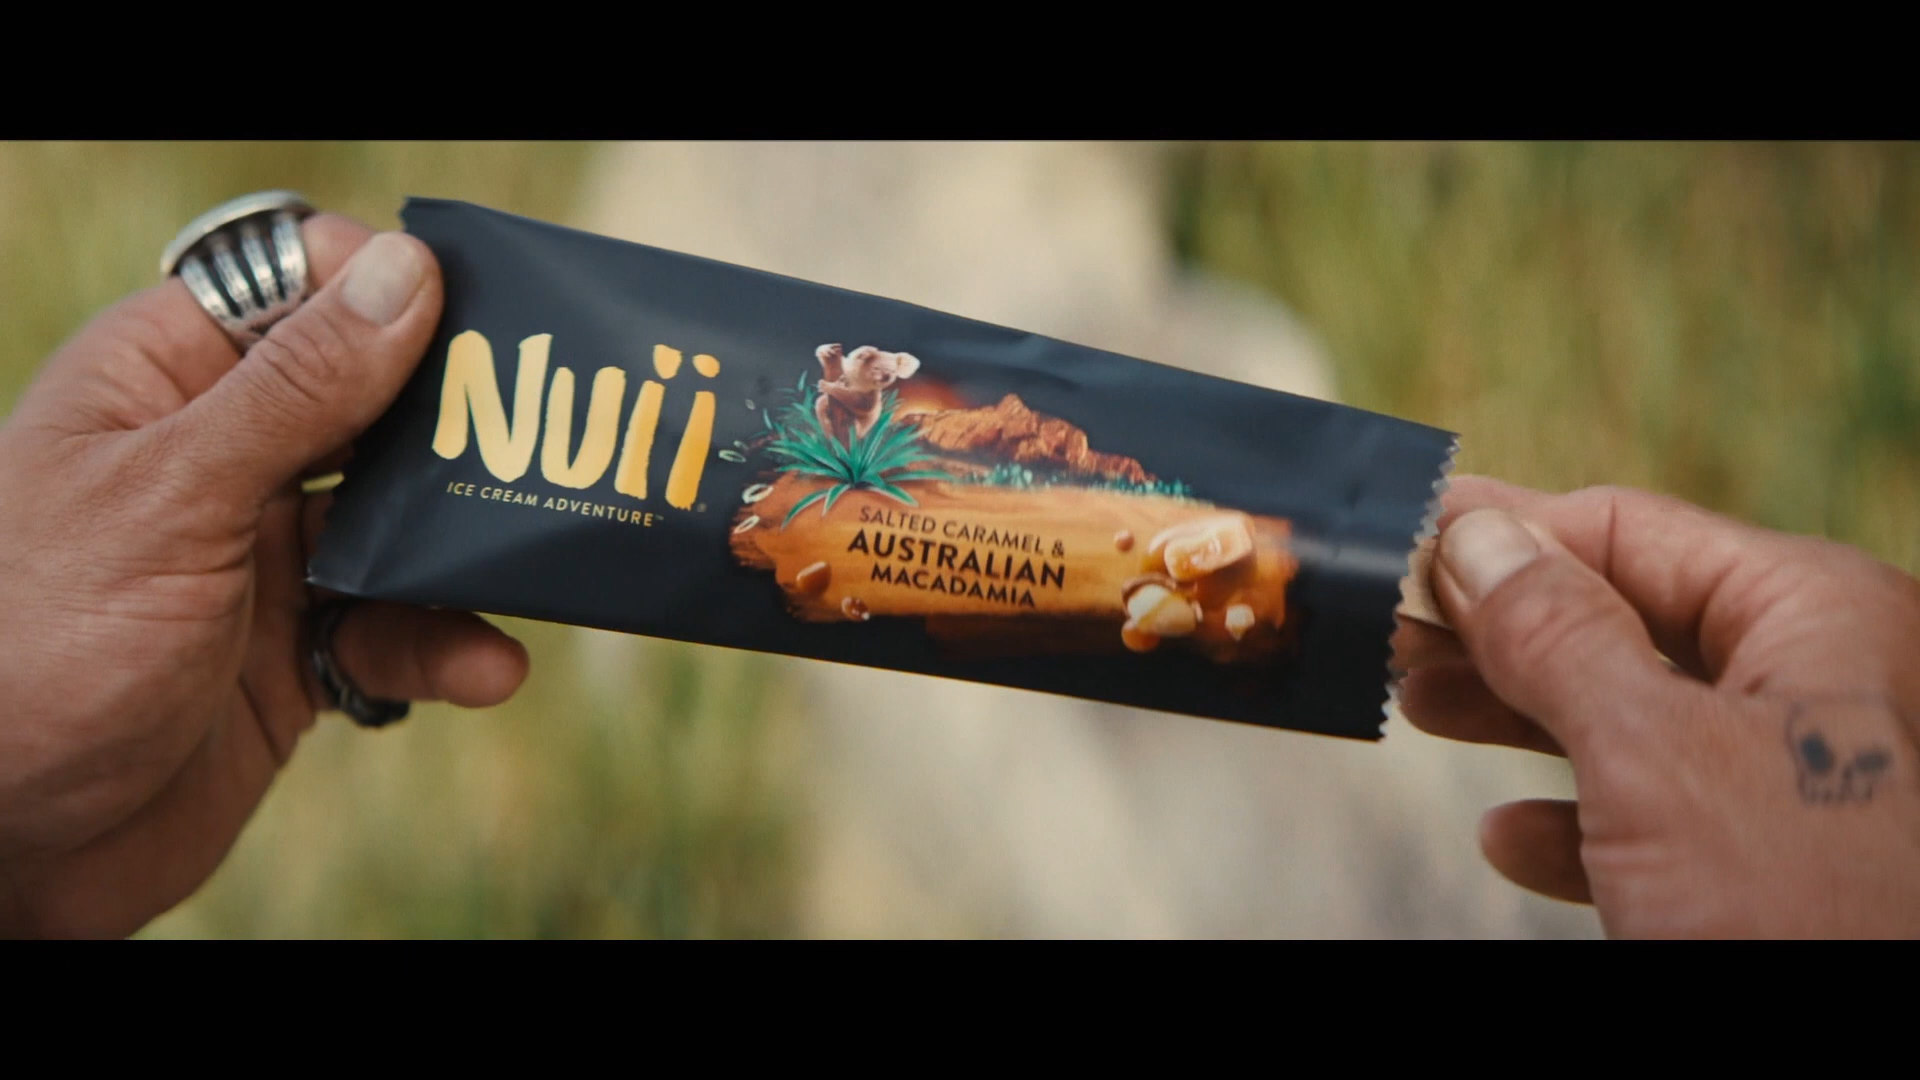 NUii
ICE CREAM ADVENTURE™
SALTED CARAMEL &
AUSTRALIAN
MACADAMIA